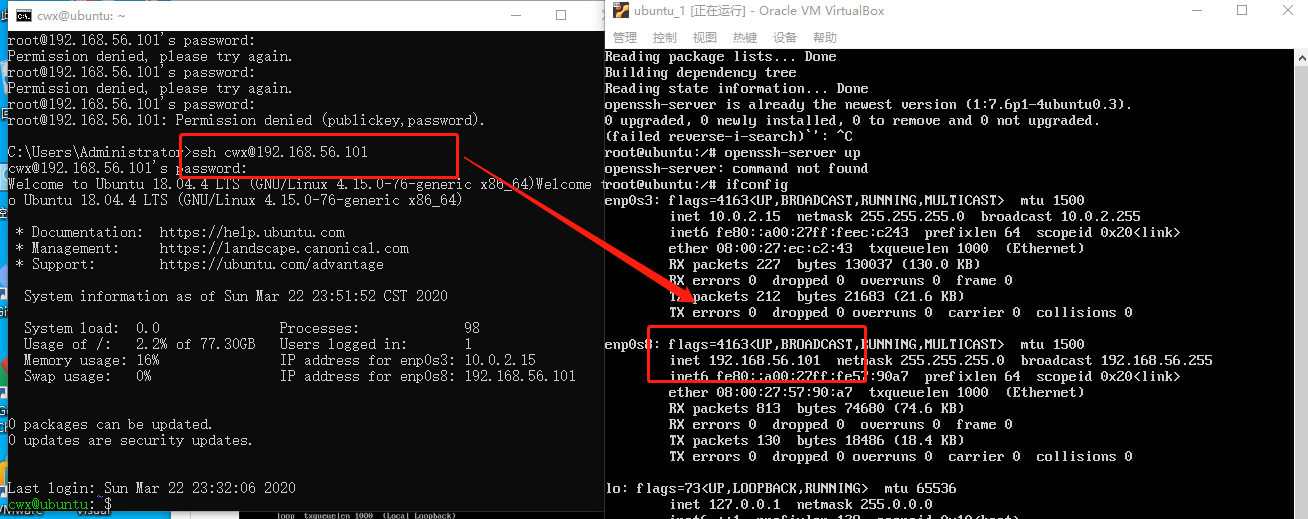 cwx@ubuntu: ~
root@192.168.56.101's password:
Permission denied, please try again.
root@192.168.56.101's password:
Permission denied, please try again.
root@192.168.56.101's password:
root@192.168.56.101: Permission denied (publickey,password).
C:\Users\Administrator>ssh cwx@192.168.56.101
cwx@192.168.56.101's password:
Welcome to Ubuntu 18.04.4 LTS (GNU/Linux 4.15.0-76-generic x86_64)Welcome t
o Ubuntu 18.04.4 LTS (GNU/Linux 4.15.0-76-generic x86_64)
* Documentation:  https://help.ubuntu.com
* Management:     https://landscape.canonical.com
* Support:        https://ubuntu.com/advantage
System information as of Sun Mar 22 23:51:52 CST 2020
System load:  0.0               Processes:             98
Usage of /:   2.2% of 77.30GB   Users logged in:       1
Memory usage: 16%               IP address for enp0s3: 10.0.2.15
Swap usage:   0%                IP address for enp0s8: 192.168.56.101
0 packages can be updated.
0 updates are security updates.
Last login: Sun Mar 22 23:32:06 2020
cwx@ubuntu:~$
ubuntu_1 [正在运行] - Oracle VM VirtualBox
管理 控制 视图 热键 设备 帮助
Reading package lists... Done
Building dependency tree
Reading state information... Done
openssh-server is already the newest version (1:7.6p1-4ubuntu0.3).
0 upgraded, 0 newly installed, 0 to remove and 0 not upgraded.
(failed reverse-i-search)`': ^C
root@ubuntu:/# openssh-server up
openssh-server: command not found
root@ubuntu:/# ifconfig
enp0s3: flags=4163<UP,BROADCAST,RUNNING,MULTICAST>  mtu 1500
inet 10.0.2.15  netmask 255.255.255.0  broadcast 10.0.2.255
inet6 fe80::a00:27ff:feec:c243  prefixlen 64  scopeid 0x20<link>
ether 08:00:27:ec:c2:43  txqueuelen 1000  (Ethernet)
RX packets 227  bytes 130037 (130.0 KB)
RX errors 0  dropped 0  overruns 0  frame 0
TX packets 212  bytes 21683 (21.6 KB)
TX errors 0  dropped 0 overruns 0  carrier 0  collisions 0
enp0s8: flags=4163<UP,BROADCAST,RUNNING,MULTICAST>  mtu 1500
inet 192.168.56.101  netmask 255.255.255.0  broadcast 192.168.56.255
inet6 fe80::a00:27ff:fe57:90a7  prefixlen 64  scopeid 0x20<link>
ether 08:00:27:57:90:a7  txqueuelen 1000  (Ethernet)
RX packets 813  bytes 74680 (74.6 KB)
RX errors 0  dropped 0  overruns 0  frame 0
TX packets 130  bytes 18486 (18.4 KB)
TX errors 0  dropped 0 overruns 0  carrier 0  collisions 0
lo: flags=73<UP,LOOPBACK,RUNNING>  mtu 65536
inet 127.0.0.1  netmask 255.0.0.0
loop  txqueuelen 1000  (Local Loopback)